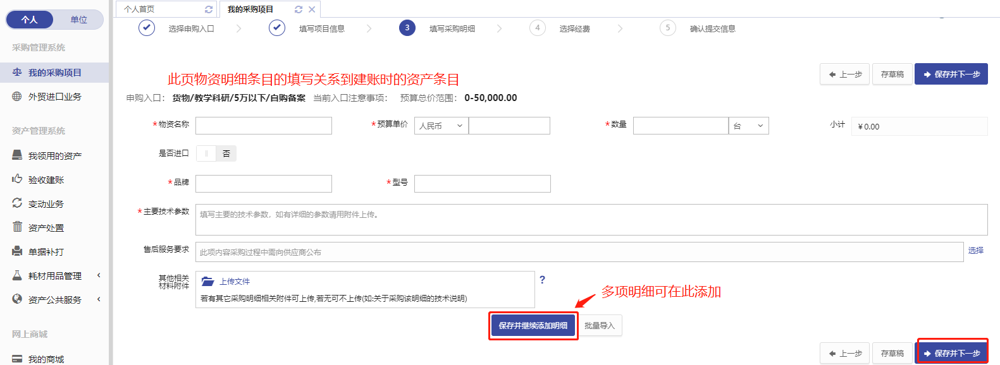 个人 单位
采购管理系统
我的采购项目
外贸进口业务
资产管理系统
我领用的资产
验收建账
变动业务
资产处置
单据补打
耗材用品管理
资产公共服务
网上商城
我的商城
个人首页 我的采购项目
选择申购入口 填写项目信息 3 填写采购明细 4 选择经费 5 确认提交信息
此页物资明细条目的填写关系到建账时的资产条目
上一步 存草稿 保存并下一步
申购入口： 货物/教学科研/5万以下/自购备案 当前入口注意事项： 预算总价范围： 0-50,000.00
*物资名称 *预算单价 人民币 *数量 台 小计 ￥0.00
是否进口 否
*品牌 *型号
*主要技术参数 填写主要的技术参数，如有详细的参数请用附件上传。
售后服务要求 此项内容采购过程中需向供应商公布 选择
其他相关
材料附件
上传文件 ?
若有其它采购明细相关附件可上传,若无可不上传(如:关于采购该明细的技术说明)
多项明细可在此添加
保存并继续添加明细 批量导入
上一步 存草稿 保存并下一步